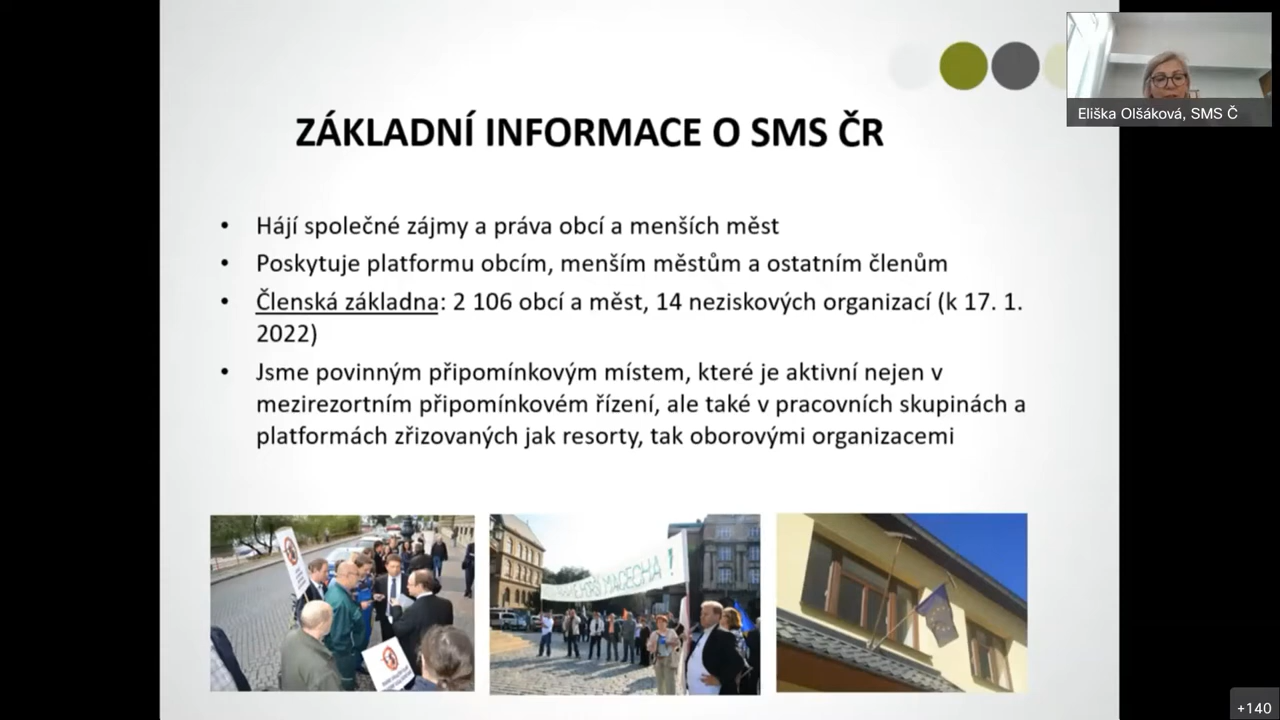 Eliška Olšáková, SMS Č
ZÁKLADNÍ INFORMACE O SMS ČR
• Hájí společné zájmy a práva obcí a menších měst
• Poskytuje platformu obcím, menším městům a ostatním členům
• Členská základna: 2 106 obcí a měst, 14 neziskových organizací (k 17. 1.
2022)
• Jsme povinným připomínkovým místem, které je aktivní nejen v
mezirezortním připomínkovém řízení, ale také v pracovních skupinách a
platformách zřizovaných jak resorty, tak oborovými organizacemi
MACECHA !
+140